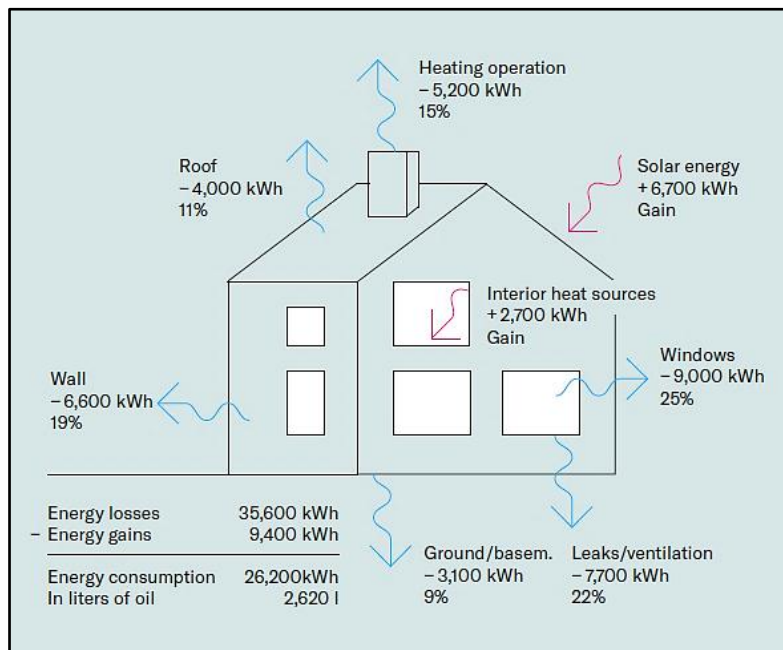 Heating operation
– 5,200 kWh
15%
Roof
– 4,000 kWh
11%
Solar energy
+ 6,700 kWh
Gain
Interior heat sources
+ 2,700 kWh
Gain
Windows
– 9,000 kWh
25%
Wall
– 6,600 kWh
19%
Energy losses 35,600 kWh
– Energy gains 9,400 kWh
Energy consumption 26,200kWh
In liters of oil 2,620 l
Ground/basem.
– 3,100 kWh
9%
Leaks/ventilation
– 7,700 kWh
22%